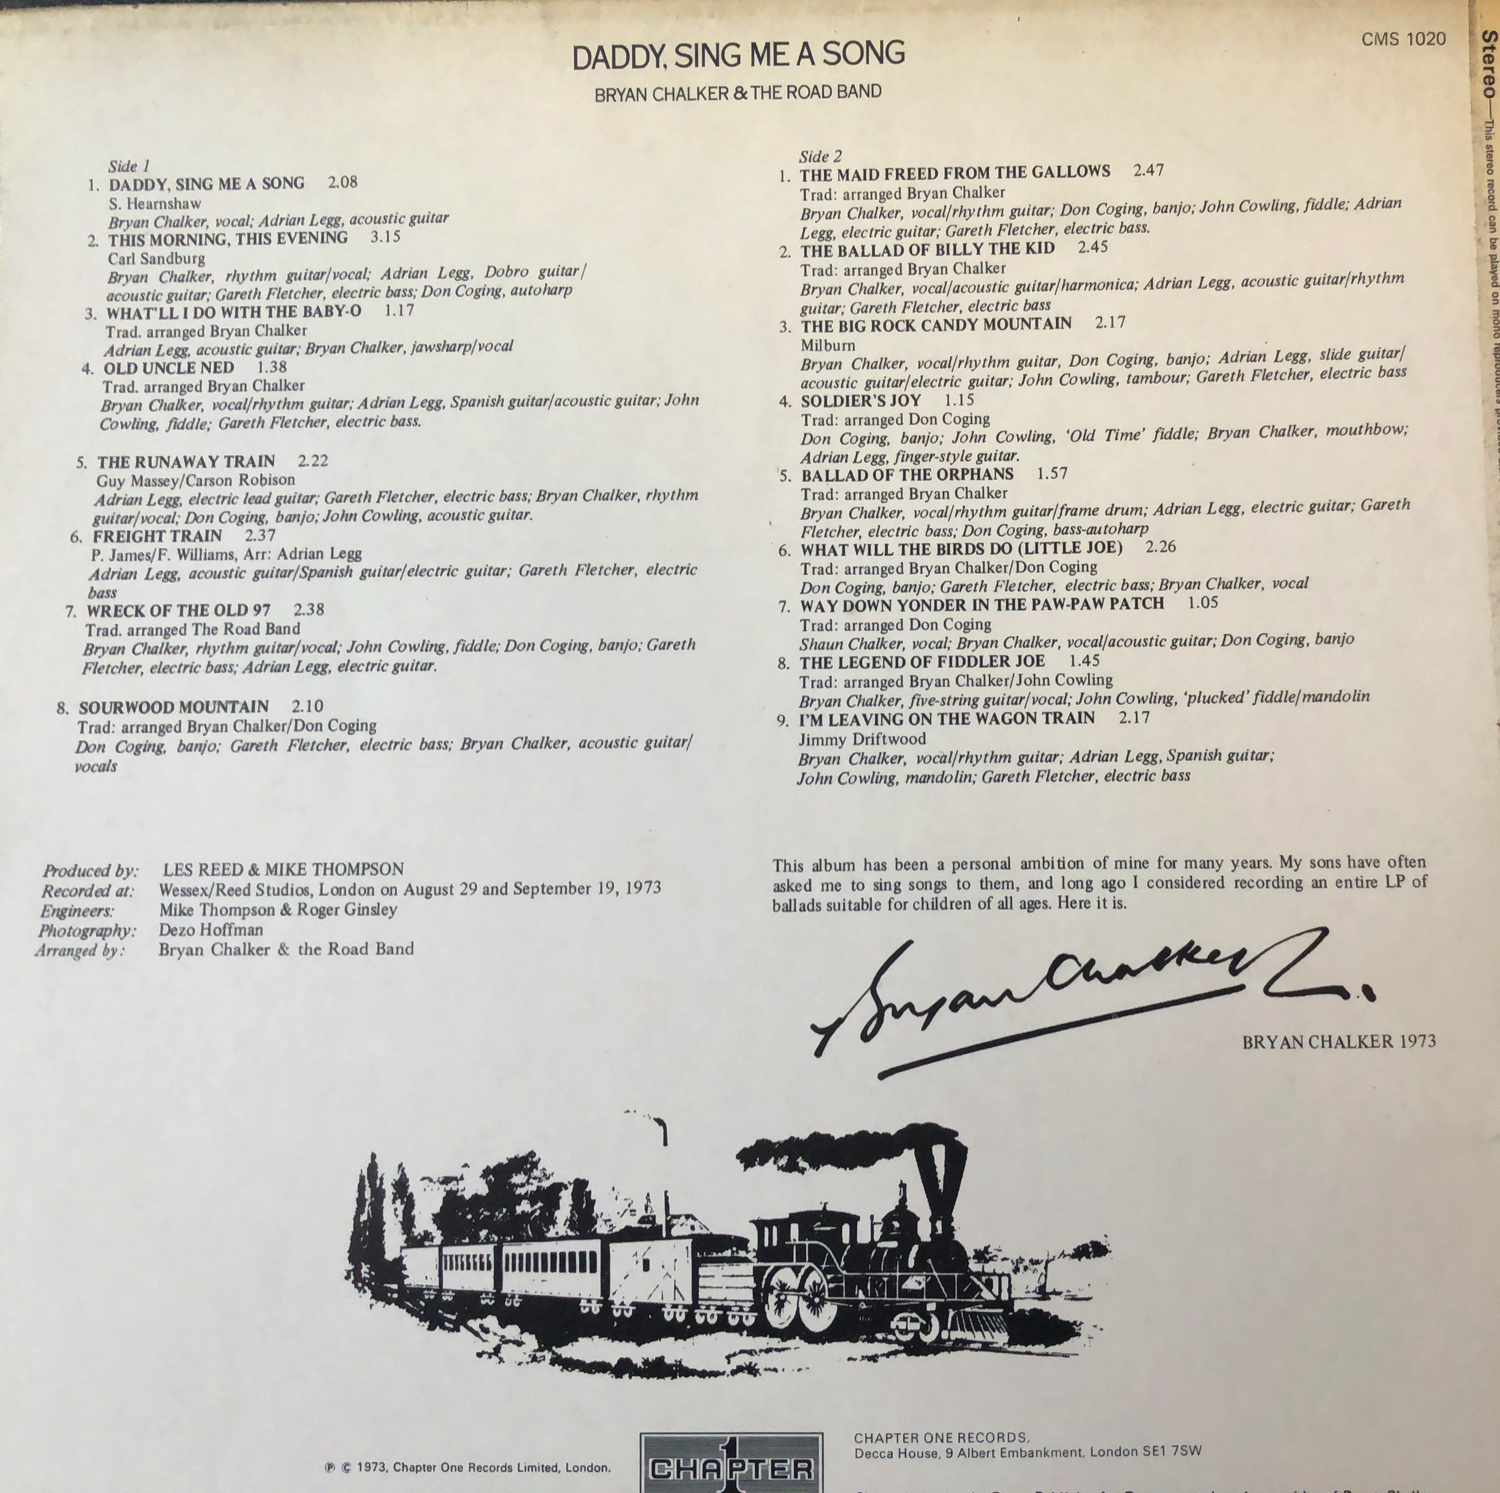 DADDY, SING ME A SONG
BRYAN CHALKER & THE ROAD BAND
CMS 1020
Side 1
1. DADDY, SING ME A SONG 2.08
S. Hearnshaw
Bryan Chalker, vocal; Adrian Legg, acoustic guitar
2. THIS MORNING, THIS EVENING 3.15
Carl Sandburg
Bryan Chalker, rhythm guitar/vocal; Adrian Legg, Dobro guitar/
acoustic guitar; Gareth Fletcher, electric bass; Don Coging, autoharp
3. WHAT'LL I DO WITH THE BABY-O 1.17
Trad. arranged Bryan Chalker
Adrian Legg, acoustic guitar; Bryan Chalker, jawsharp/vocal
4. OLD UNCLE NED 1.38
Trad. arranged Bryan Chalker
Bryan Chalker, vocal/rhythm guitar; Adrian Legg, Spanish guitar/acoustic guitar; John
Cowling, fiddle; Gareth Fletcher, electric bass.
5. THE RUNAWAY TRAIN 2.22
Guy Massey/Carson Robison
Adrian Legg, electric lead guitar; Gareth Fletcher, electric bass; Bryan Chalker, rhythm
guitar/vocal; Don Coging, banjo; John Cowling, acoustic guitar.
6. FREIGHT TRAIN 2.37
P. James/F. Williams, Arr: Adrian Legg
Adrian Legg, acoustic guitar/Spanish guitar/electric guitar; Gareth Fletcher, electric
bass
7. WRECK OF THE OLD 97 2.38
Trad. arranged The Road Band
Bryan Chalker, rhythm guitar/vocal; John Cowling, fiddle; Don Coging, banjo; Gareth
Fletcher, electric bass; Adrian Legg, electric guitar.
8. SOURWOOD MOUNTAIN 2.10
Trad: arranged Bryan Chalker/Don Coging
Don Coging, banjo; Gareth Fletcher, electric bass; Bryan Chalker, acoustic guitar/
vocals
Side 2
1. THE MAID FREED FROM THE GALLOWS 2.47
Trad: arranged Bryan Chalker
Bryan Chalker, vocal/rhythm guitar; Don Coging, banjo; John Cowling, fiddle; Adrian
Legg, electric guitar; Gareth Fletcher, electric bass.
2. THE BALLAD OF BILLY THE KID 2.45
Trad: arranged Bryan Chalker
Bryan Chalker, vocal/acoustic guitar/harmonica; Adrian Legg, acoustic guitar/rhythm
guitar; Gareth Fletcher, electric bass
3. THE BIG ROCK CANDY MOUNTAIN 2.17
Milburn
Bryan Chalker, vocal/rhythm guitar, Don Coging, banjo; Adrian Legg, slide guitar/
acoustic guitar/electric guitar; John Cowling, tambour; Gareth Fletcher, electric bass
4. SOLDIER'S JOY 1.15
Trad: arranged Don Coging
Don Coging, banjo; John Cowling, 'Old Time' fiddle; Bryan Chalker, mouthbow;
Adrian Legg, finger-style guitar.
5. BALLAD OF THE ORPHANS 1.57
Trad: arranged Bryan Chalker
Bryan Chalker, vocal/rhythm guitar/frame drum; Adrian Legg, electric guitar; Gareth
Fletcher, electric bass; Don Coging, bass-autoharp
6. WHAT WILL THE BIRDS DO (LITTLE JOE) 2.26
Trad: arranged Bryan Chalker/Don Coging
Don Coging, banjo; Gareth Fletcher, electric bass; Bryan Chalker, vocal
7. WAY DOWN YONDER IN THE PAW-PAW PATCH 1.05
Trad: arranged Don Coging
Shaun Chalker, vocal; Bryan Chalker, vocal/acoustic guitar; Don Coging, banjo
8. THE LEGEND OF FIDDLER JOE 1.45
Trad: arranged Bryan Chalker/John Cowling
Bryan Chalker, five-string guitar/vocal; John Cowling, 'plucked' fiddle/mandolin
9. I'M LEAVING ON THE WAGON TRAIN 2.17
Jimmy Driftwood
Bryan Chalker, vocal/rhythm guitar; Adrian Legg, Spanish guitar;
John Cowling, mandolin; Gareth Fletcher, electric bass
Produced by: LES REED & MIKE THOMPSON
Recorded at: Wessex/Reed Studios, London on August 29 and September 19, 1973
Engineers: Mike Thompson & Roger Ginsley
Photography: Dezo Hoffman
Arranged by: Bryan Chalker & the Road Band
This album has been a personal ambition of mine for many years. My sons have often
asked me to sing songs to them, and long ago I considered recording an entire LP of
ballads suitable for children of all ages. Here it is.
Bryan Chalker
BRYAN CHALKER 1973
℗ © 1973, Chapter One Records Limited, London.
CHAPTER 1
CHAPTER ONE RECORDS,
Decca House, 9 Albert Embankment, London SE1 7SW
Stereo—This stereo record can be played on mono reproducers